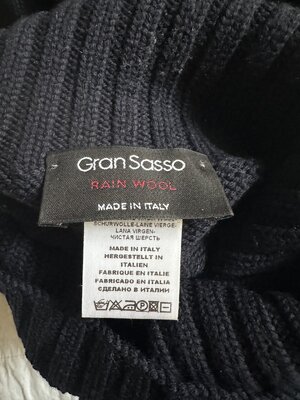 Gran Sasso
RAIN WOOL
MADE IN ITALY
SCHURWOLLE-LAINE VIERGE-
LANA VIRGEN-
ЧИСТАЯ ШЕРСТЬ
MADE IN ITALY
HERGESTELLT IN
ITALIEN
FABRIQUE EN ITALIE
FABRICADO EN ITALIA
СДЕЛАНО В ИТАЛИИ